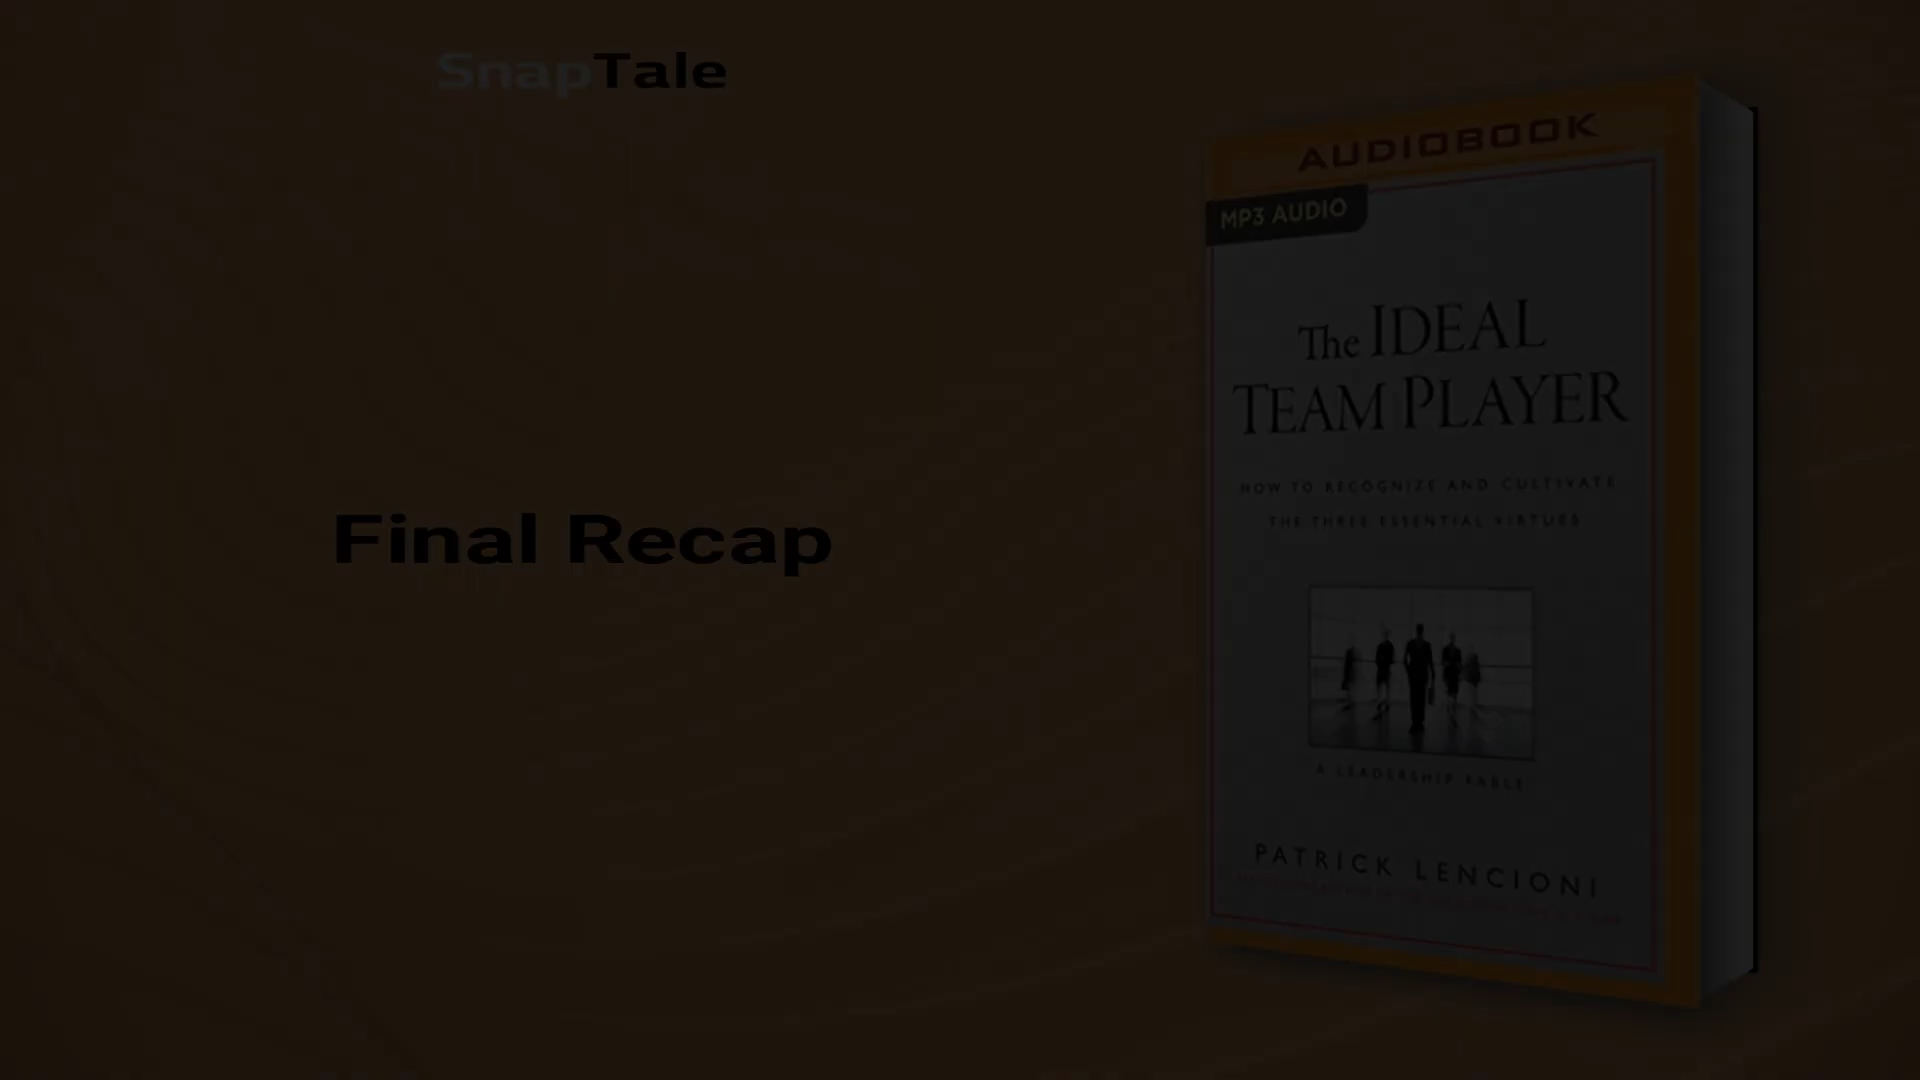 SnapTale
Final Recap
AUDIOBOOK
MP3 AUDIO
The IDEAL
TEAM PLAYER
HOW TO RECOGNIZE AND CULTIVATE
THE THREE ESSENTIAL VIRTUES
A LEADERSHIP FABLE
PATRICK LENCIONI